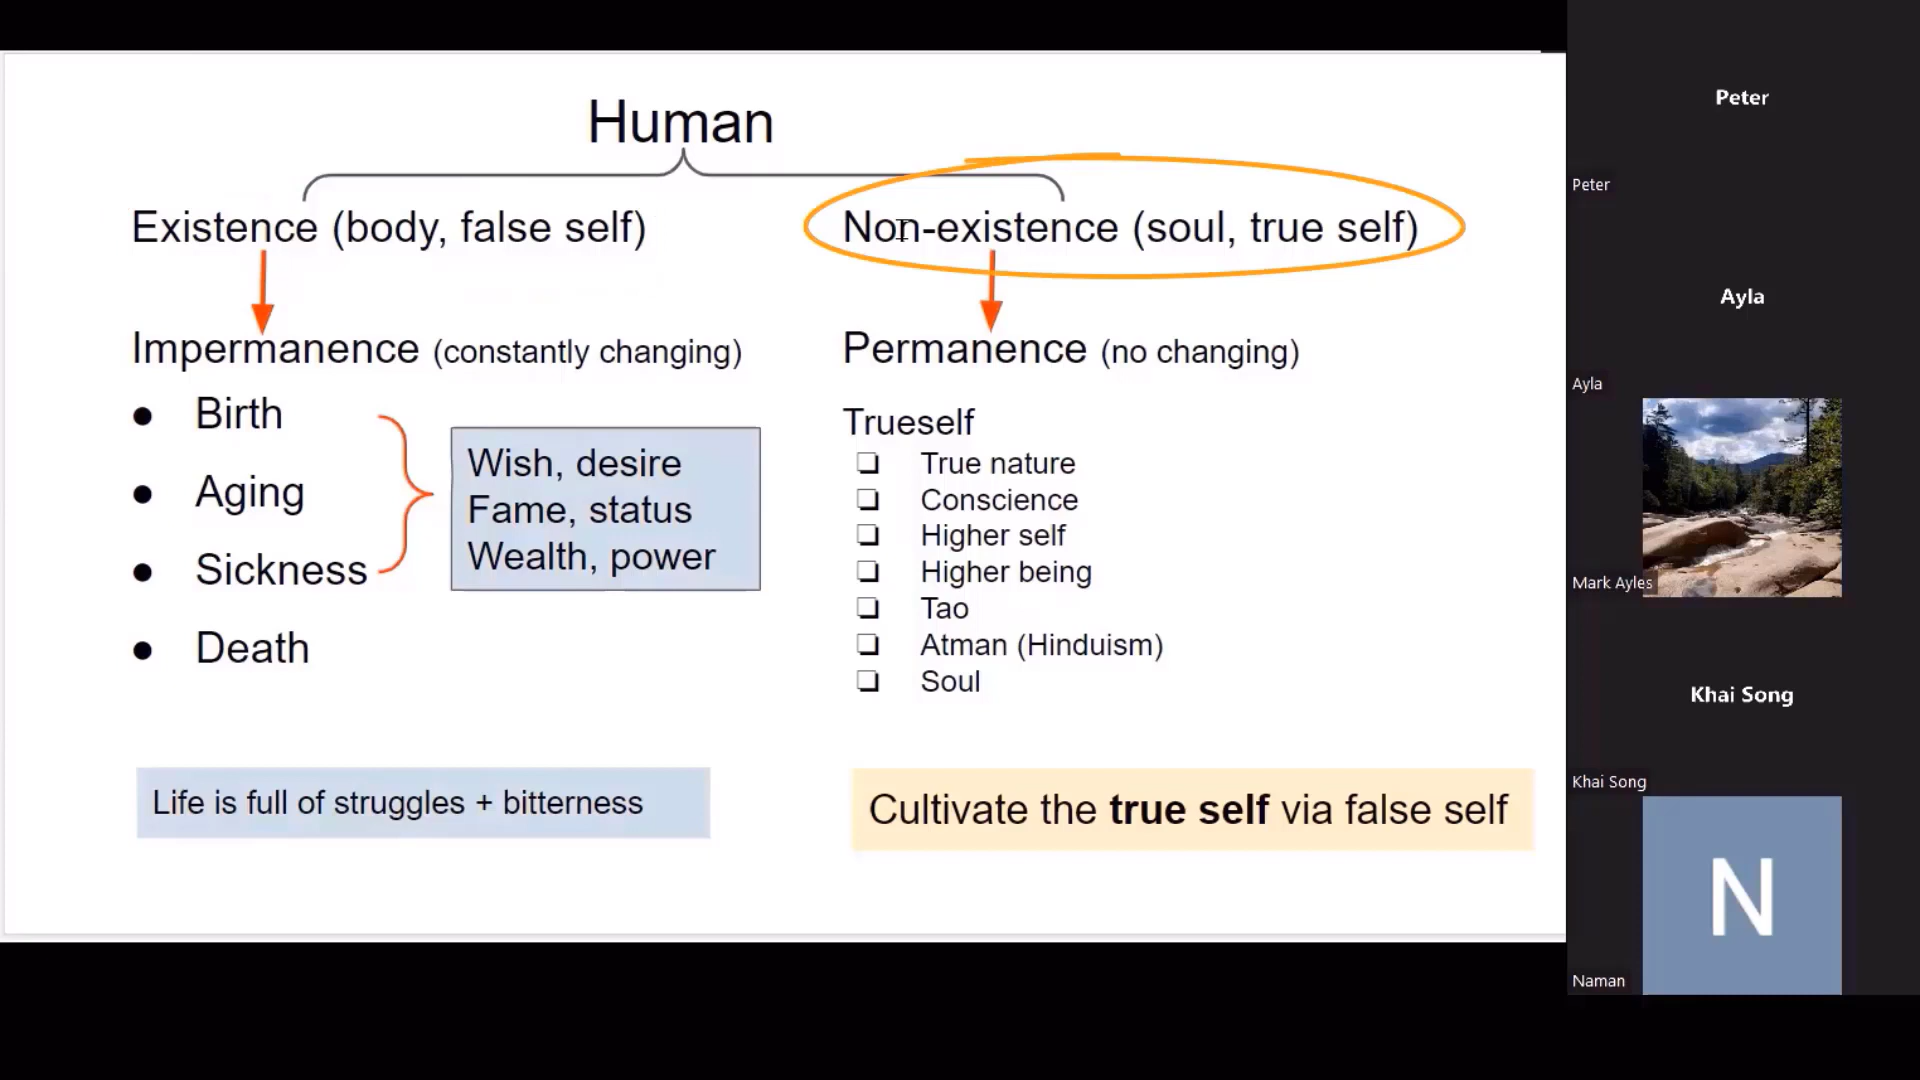 Human
Existence (body, false self)
Non-existence (soul, true self)
Impermanence (constantly changing)
Permanence (no changing)
Birth
Aging
Sickness
Death
Wish, desire
Fame, status
Wealth, power
Trueself
True nature
Conscience
Higher self
Higher being
Tao
Atman (Hinduism)
Soul
Life is full of struggles + bitterness
Cultivate the true self via false self
Peter
Peter
Ayla
Ayla
Mark Ayles
Khai Song
Khai Song
N
Naman